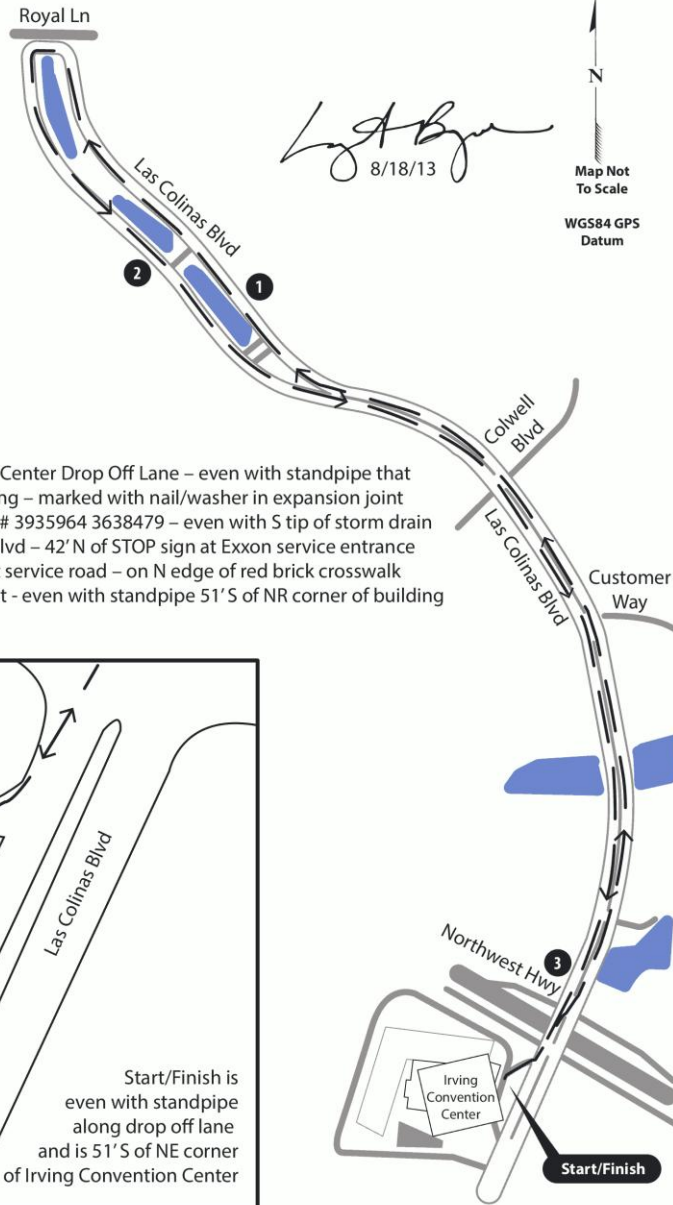 Royal Ln
8/18/13
N
Map Not
To Scale
WGS84 GPS
Datum
Las Colinas Blvd
2
1
Colwell
Blvd
Center Drop Off Lane – even with standpipe that
ng – marked with nail/washer in expansion joint
# 3935964 3638479 – even with S tip of storm drain
lvd – 42' N of STOP sign at Exxon service entrance
t service road – on N edge of red brick crosswalk
t - even with standpipe 51' S of NR corner of building
Las Colinas Blvd
Customer
Way
Las Colinas Blvd
Northwest Hwy
3
Irving
Convention
Center
Start/Finish
Start/Finish is
even with standpipe
along drop off lane
and is 51' S of NE corner
of Irving Convention Center